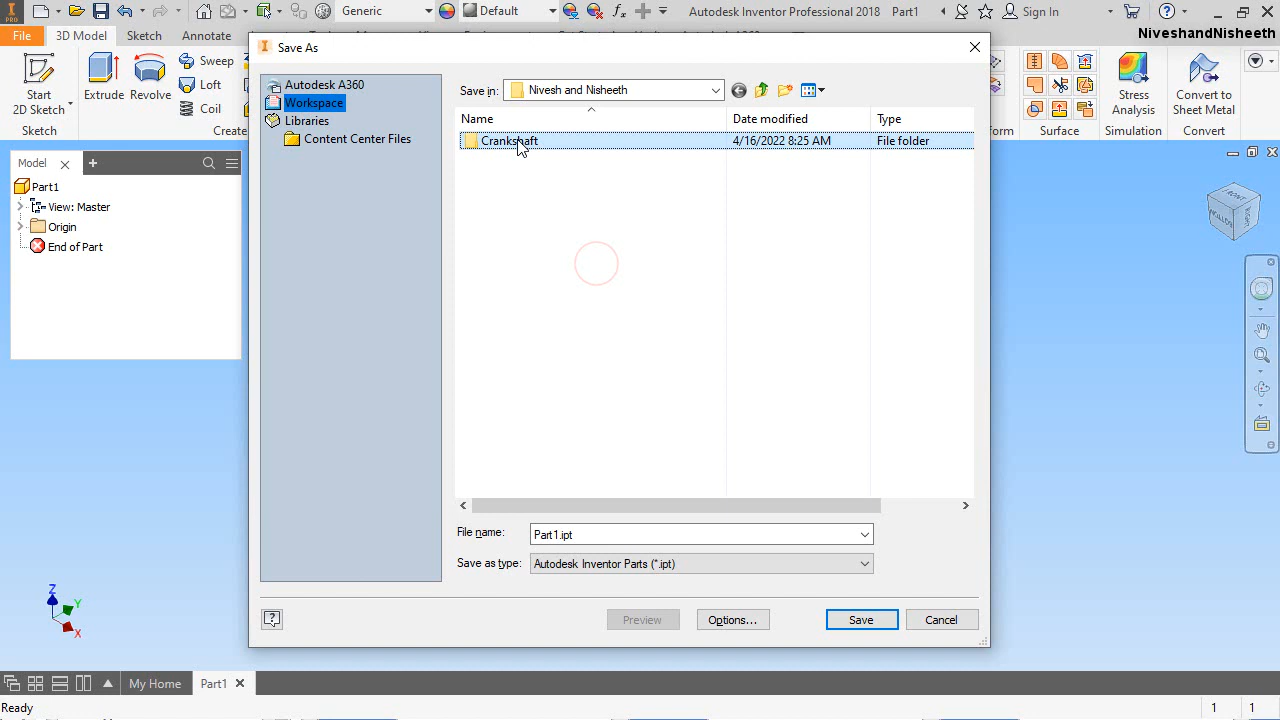 PRO
Generic
Default
Autodesk Inventor Professional 2018 Part1
Sign In
File
3D Model
Sketch
Annotate
NiveshandNisheeth
Start
2D Sketch
Extrude
Revolve
Sweep
Loft
Coil
Sketch
Create
Stress
Analysis
Convert to
Sheet Metal
Surface
Simulation
Convert
Save As
Autodesk A360
Workspace
Libraries
Content Center Files
Save in:
Nivesh and Nisheeth
Name
Date modified
Type
Crankshaft
4/16/2022 8:25 AM
File folder
Model
Part1
View: Master
Origin
End of Part
FRONT
BOTTOM
File name:
Part1.ipt
Save as type:
Autodesk Inventor Parts (*.ipt)
Preview
Options...
Save
Cancel
Z
Y
X
My Home
Part1
Ready
1
1